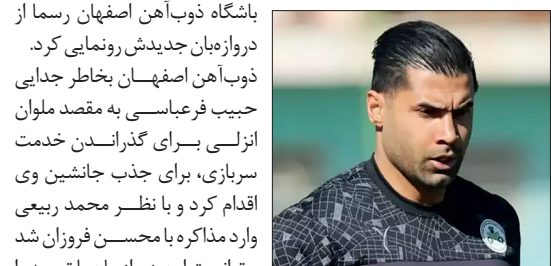 باشگاه ذوب‌آهن اصفهان رسما از
دروازه‌بان جدیدش رونمایی کرد.
ذوب‌آهن اصفهان بخاطر جدایی
حبیب فرعباسی به مقصد ملوان
انزلی برای گذراندن خدمت
سربازی، برای جذب جانشین وی
اقدام کرد و با نظر محمد ربیعی
وارد مذاکره با محسن فروزان شد